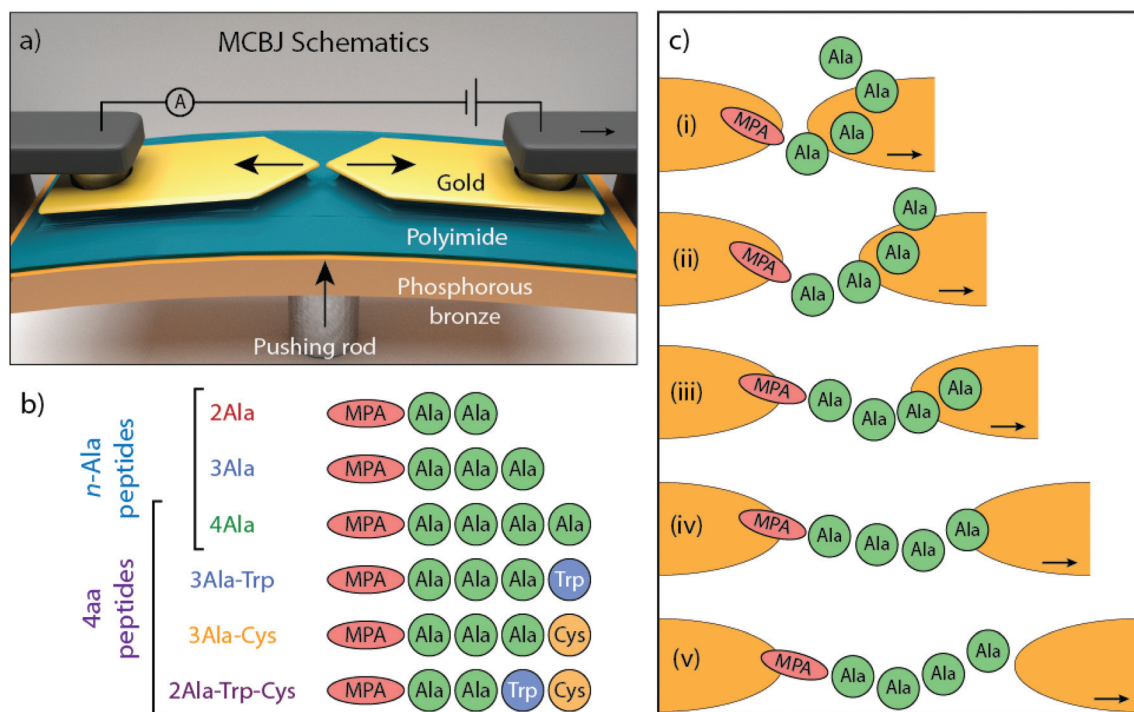 a)
MCBJ Schematics
A
Gold
Polyimide
Phosphorous
bronze
Pushing rod
b)
n-Ala
peptides
4aa
peptides
2Ala
MPA Ala Ala
3Ala
MPA Ala Ala Ala
4Ala
MPA Ala Ala Ala Ala
3Ala-Trp
MPA Ala Ala Ala Trp
3Ala-Cys
MPA Ala Ala Ala Cys
2Ala-Trp-Cys
MPA Ala Ala Trp Cys
c)
(i)
MPA Ala Ala Ala Ala
(ii)
MPA Ala Ala Ala Ala
(iii)
MPA Ala Ala Ala Ala
(iv)
MPA Ala Ala Ala Ala
(v)
MPA Ala Ala Ala Ala